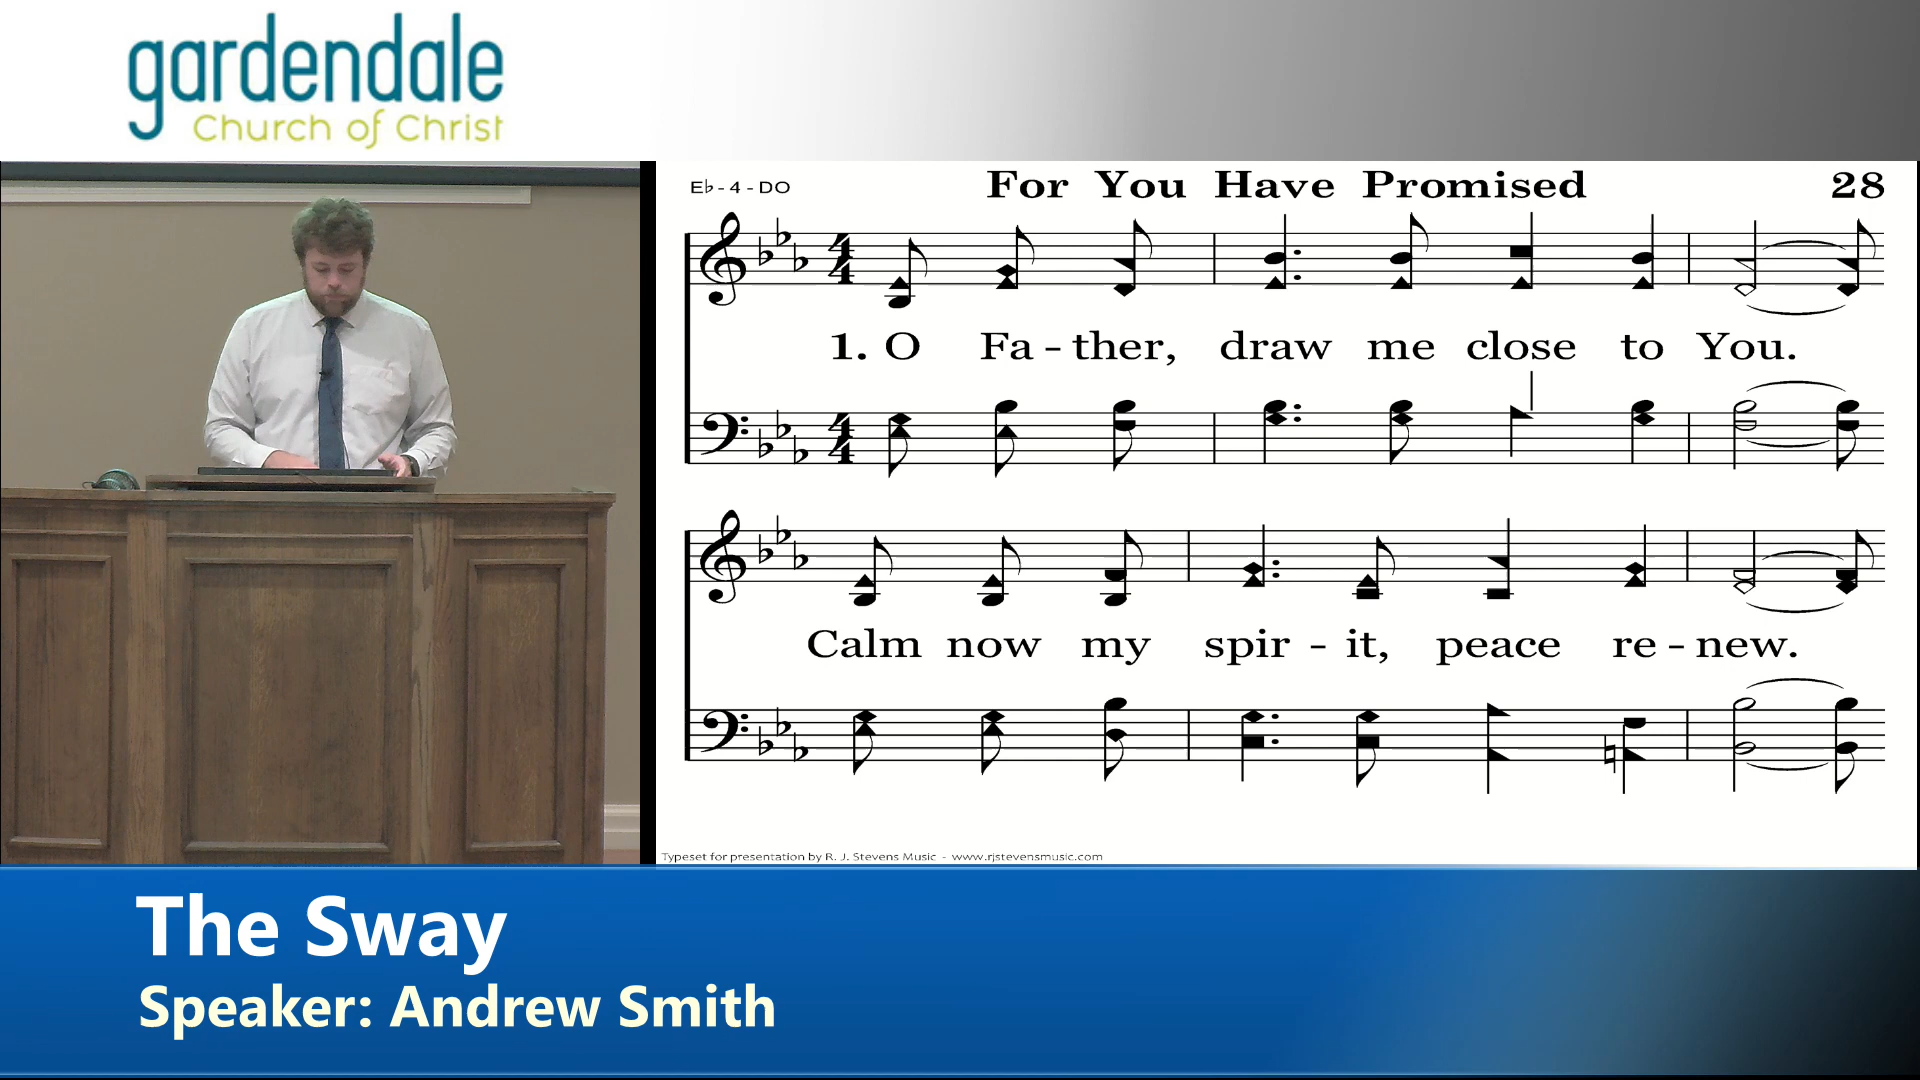 gardendale
Church of Christ
E♭ - 4 - DO
For You Have Promised
28
1. O Fa - ther, draw me close to You.
Calm now my spir - it, peace re - new.
Typeset for presentation by R. J. Stevens Music - www.rjstevensmusic.com
The Sway
Speaker: Andrew Smith